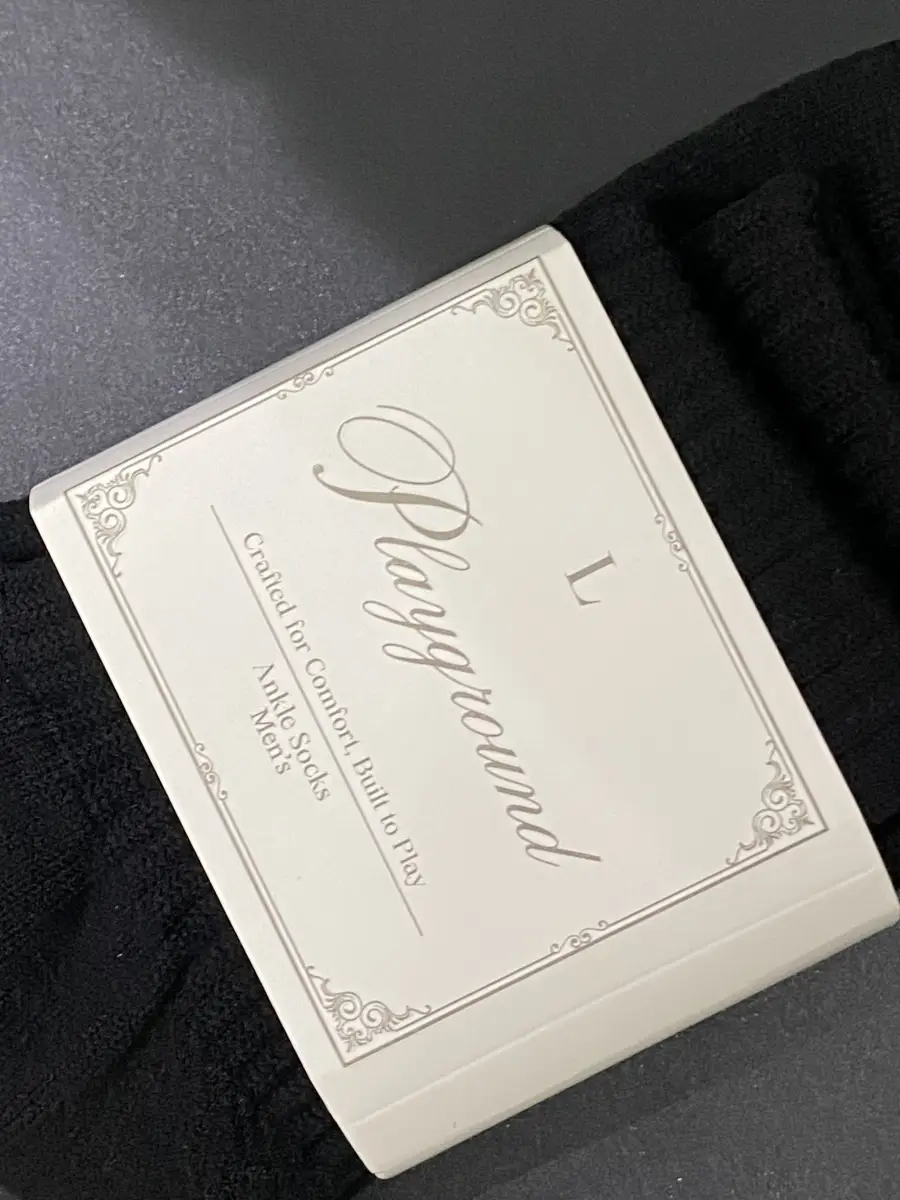 L
Playground
Crafted for Comfort, Built to Play
Ankle Socks
Men's